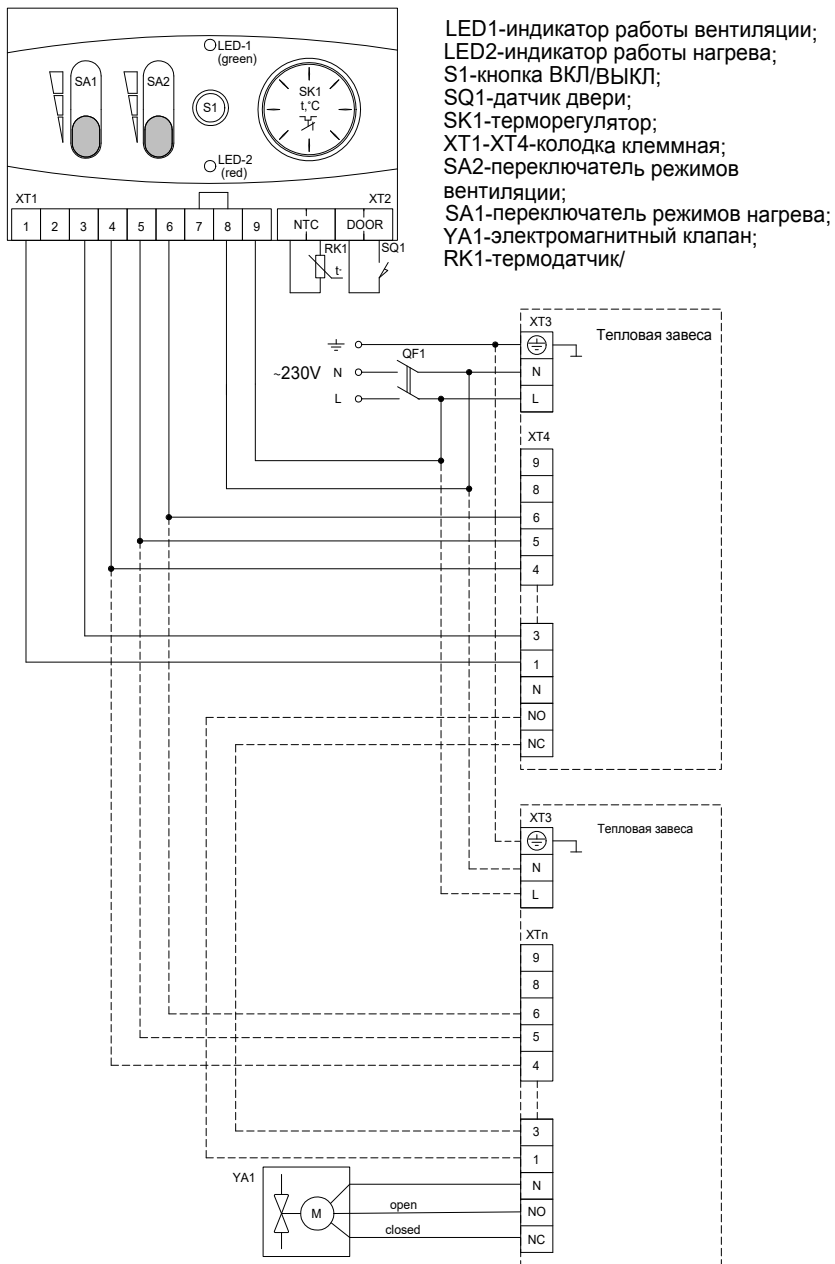 LED-1
(green)
SA1
SA2
S1
SK1
t,°C
LED-2
(red)
XT1
XT2
1 2 3 4 5 6 7 8 9 NTC DOOR
RK1
SQ1
t°
LED1-индикатор работы вентиляции;
LED2-индикатор работы нагрева;
S1-кнопка ВКЛ/ВЫКЛ;
SQ1-датчик двери;
SK1-терморегулятор;
XT1-XT4-колодка клеммная;
SA2-переключатель режимов
вентиляции;
SA1-переключатель режимов нагрева;
YA1-электромагнитный клапан;
RK1-термодатчик/
~230V
N
L
QF1
XT3
Тепловая завеса
N
L
XT4
9
8
6
5
4
3
1
N
NO
NC
XT3
Тепловая завеса
N
L
XTn
9
8
6
5
4
3
1
N
NO
NC
YA1
M
open
closed